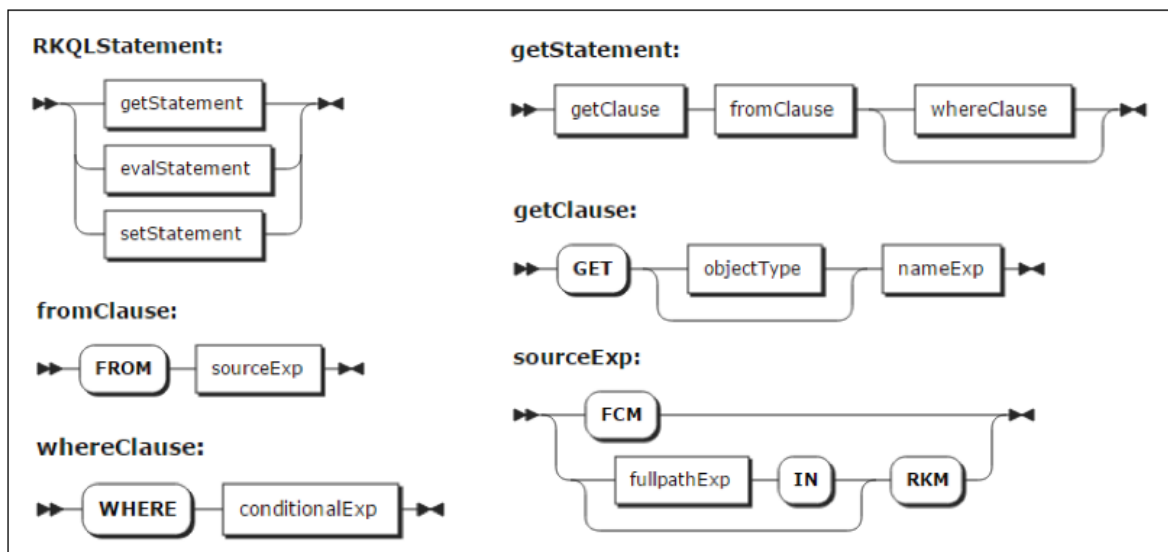 RKQLStatement:
getStatement
evalStatement
setStatement
fromClause:
FROM sourceExp
whereClause:
WHERE conditionalExp
getStatement:
getClause fromClause whereClause
getClause:
GET objectType nameExp
sourceExp:
FCM
fullpathExp IN RKM